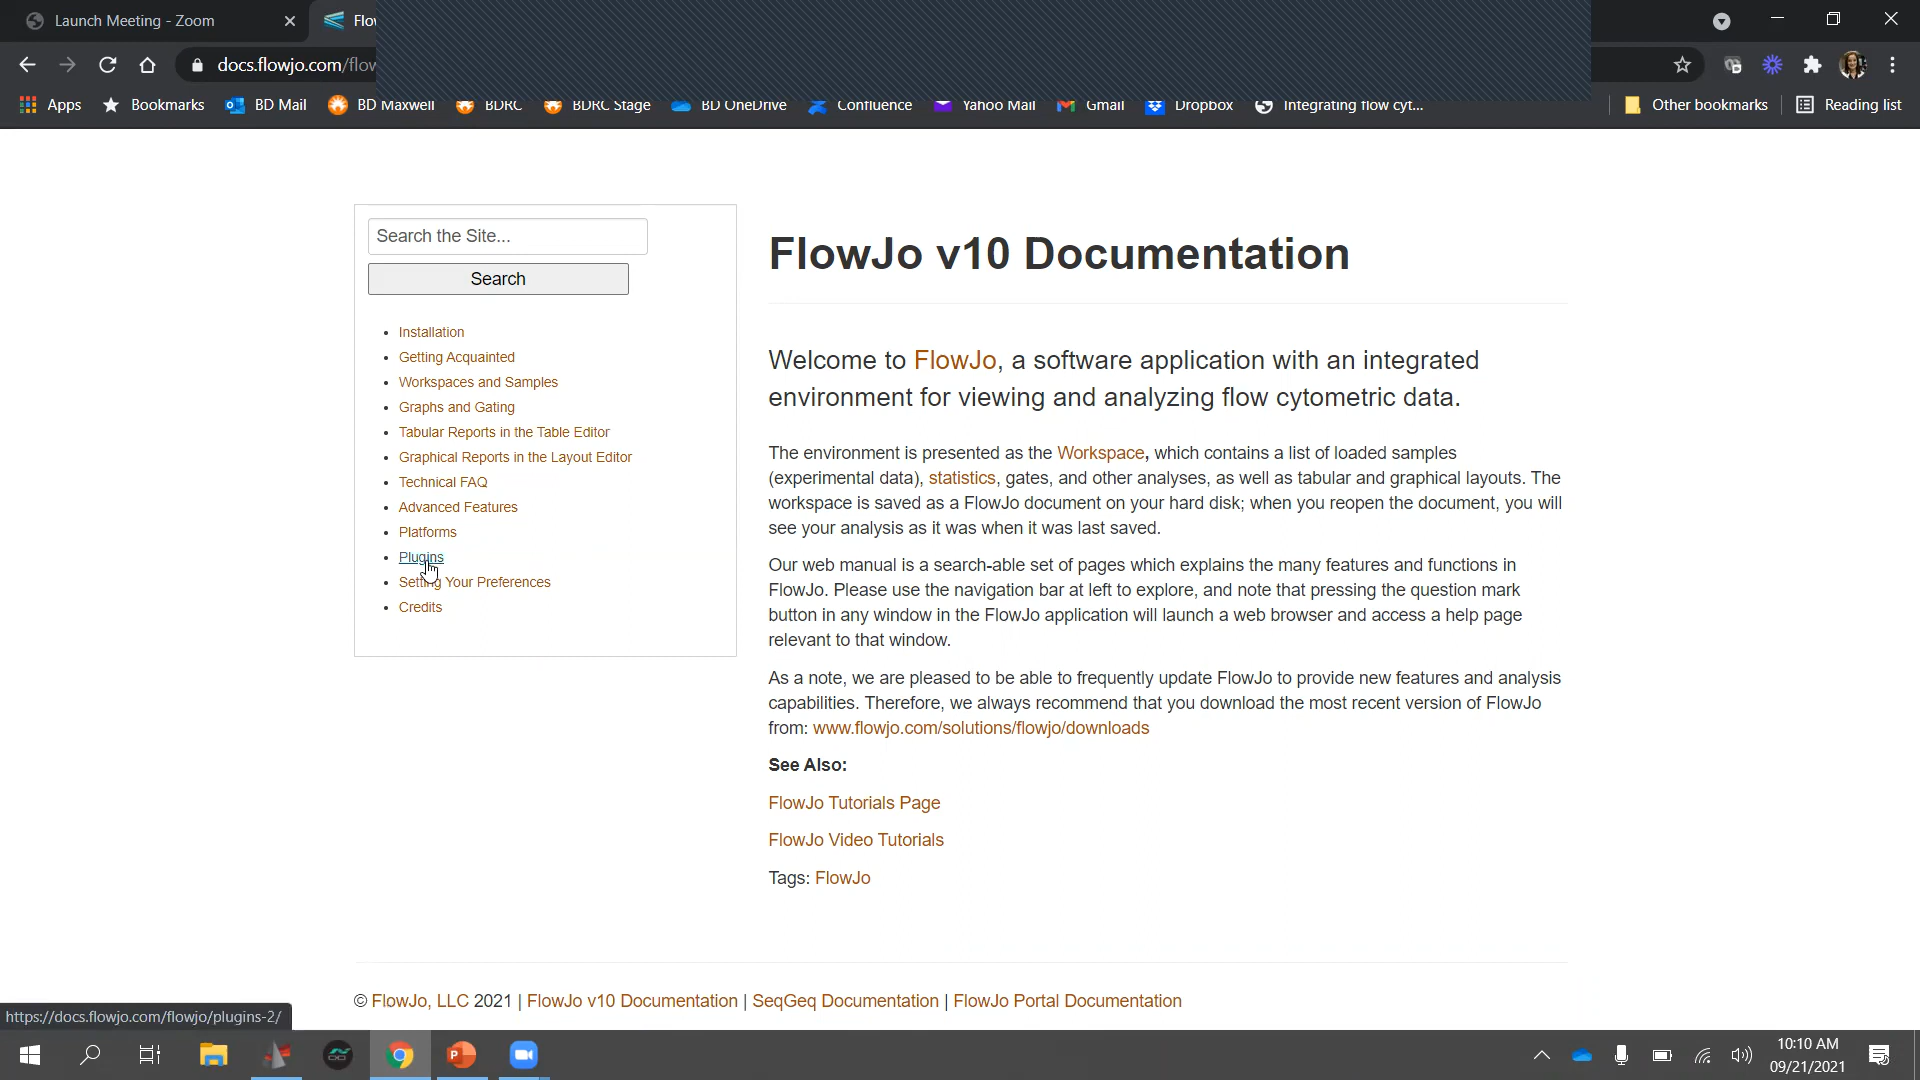 Launch Meeting - Zoom
Flow
docs.flowjo.com/flow
Apps
Bookmarks
BD Mail
BD Maxwell
BDRC
BDRC Stage
BD OneDrive
Confluence
Yahoo Mail
Gmail
Dropbox
Integrating flow cyt...
Other bookmarks
Reading list
Search the Site...
Search
Installation
Getting Acquainted
Workspaces and Samples
Graphs and Gating
Tabular Reports in the Table Editor
Graphical Reports in the Layout Editor
Technical FAQ
Advanced Features
Platforms
Plugins
Setting Your Preferences
Credits
FlowJo v10 Documentation
Welcome to FlowJo, a software application with an integrated
environment for viewing and analyzing flow cytometric data.
The environment is presented as the Workspace, which contains a list of loaded samples
(experimental data), statistics, gates, and other analyses, as well as tabular and graphical layouts. The
workspace is saved as a FlowJo document on your hard disk; when you reopen the document, you will
see your analysis as it was when it was last saved.
Our web manual is a search-able set of pages which explains the many features and functions in
FlowJo. Please use the navigation bar at left to explore, and note that pressing the question mark
button in any window in the FlowJo application will launch a web browser and access a help page
relevant to that window.
As a note, we are pleased to be able to frequently update FlowJo to provide new features and analysis
capabilities. Therefore, we always recommend that you download the most recent version of FlowJo
from: www.flowjo.com/solutions/flowjo/downloads
See Also:
FlowJo Tutorials Page
FlowJo Video Tutorials
Tags: FlowJo
© FlowJo, LLC 2021 | FlowJo v10 Documentation | SeqGeq Documentation | FlowJo Portal Documentation
https://docs.flowjo.com/flowjo/plugins-2/
10:10 AM
09/21/2021